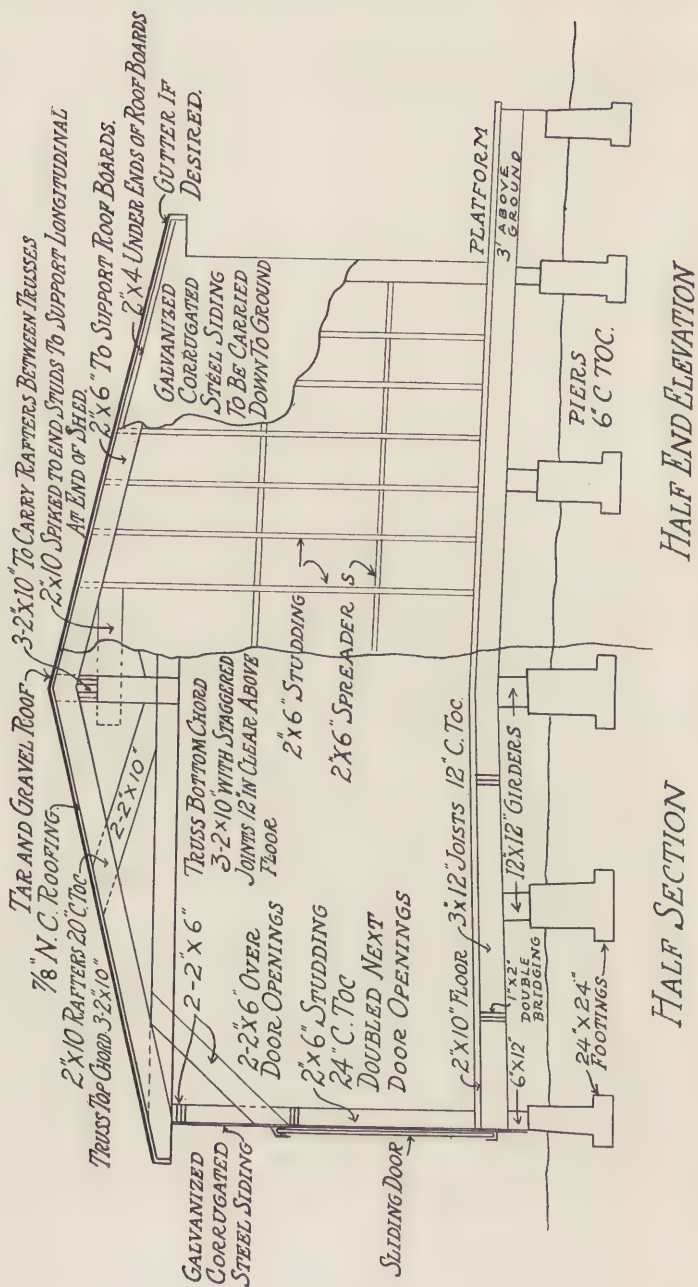 TAR AND GRAVEL ROOF
7/8" N.C. ROOFING
2"X10 RAFTERS 20"C.TOC
TRUSS TOP CHORD 3-2"X10"
2-2"X10"
3-2"X10" TO CARRY RAFTERS BETWEEN TRUSSES
2X10 SPIKED TO END STUDS TO SUPPORT LONGITUDINAL
AT END OF SHED
2"X6" TO SUPPORT ROOF BOARDS.
2"X4 UNDER ENDS OF ROOF BOARDS
GUTTER IF
DESIRED.
GALVANIZED
CORRUGATED
STEEL SIDING
2-2"X6"
2-2"X6" OVER
DOOR OPENINGS
2"X6" STUDDING
24" C.TOC
DOUBLED NEXT
DOOR OPENINGS
SLIDING DOOR
TRUSS BOTTOM CHORD
3-2"X10" WITH STAGGERED
JOINTS 12 IN CLEAR ABOVE
FLOOR
2"X6" STUDDING
2"X6" SPREADERS
GALVANIZED
CORRUGATED
STEEL SIDING
TO BE CARRIED
DOWN TO GROUND
2"X10" FLOOR
3"X12" JOISTS 12" C.TOC.
6"X12"
1"X2"
DOUBLE
BRIDGING
12"X12" GIRDERS
24"X24"
FOOTINGS
PLATFORM
3' ABOVE
GROUND
PIERS
6' C TOC.
HALF SECTION
HALF END ELEVATION